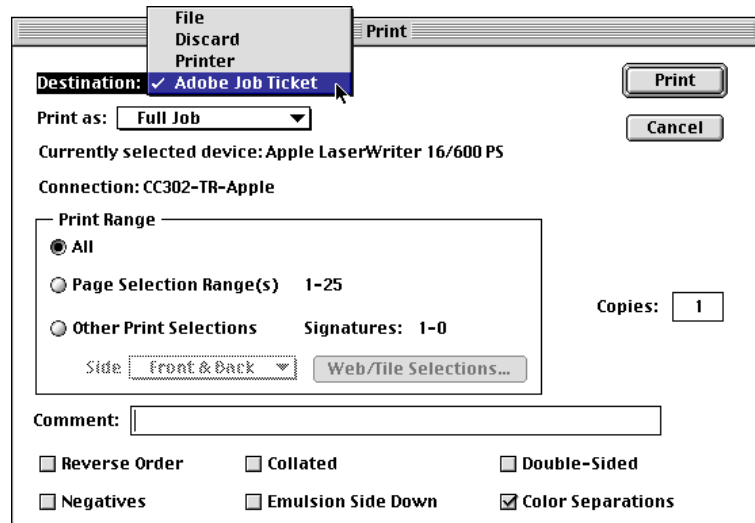 File
Discard
Printer
Print
Destination: ✓ Adobe Job Ticket
Print
Print as: Full Job
Cancel
Currently selected device: Apple LaserWriter 16/600 PS
Connection: CC302-TR-Apple
Print Range
All
Page Selection Range(s) 1-25
Copies: 1
Other Print Selections Signatures: 1-0
Side Front & Back Web/Tile Selections...
Comment:
Reverse Order Collated Double-Sided
Negatives Emulsion Side Down Color Separations